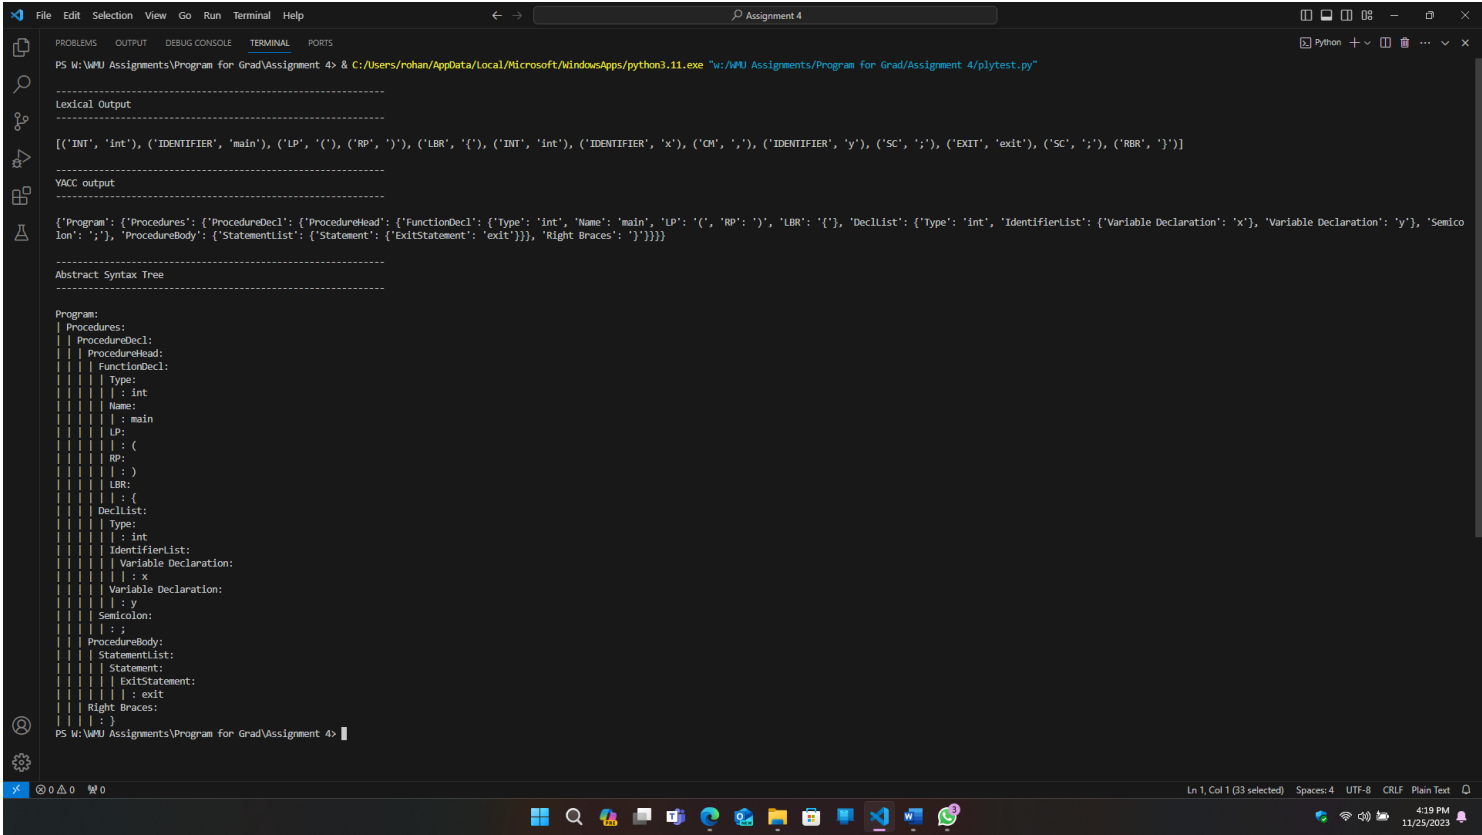 File Edit Selection View Go Run Terminal Help
Assignment 4
PROBLEMS OUTPUT DEBUG CONSOLE TERMINAL PORTS
Python
PS W:\WMU Assignments\Program for Grad\Assignment 4> & C:/Users/rohan/AppData/Local/Microsoft/WindowsApps/python3.11.exe "w:/WMU Assignments/Program for Grad/Assignment 4/plytest.py"
-------------------------------------------------------------
Lexical Output
-------------------------------------------------------------
[('INT', 'int'), ('IDENTIFIER', 'main'), ('LP', '('), ('RP', ')'), ('LBR', '{'), ('INT', 'int'), ('IDENTIFIER', 'x'), ('CM', ','), ('IDENTIFIER', 'y'), ('SC', ';'), ('EXIT', 'exit'), ('SC', ';'), ('RBR', '}')]
-------------------------------------------------------------
YACC output
-------------------------------------------------------------
{'Program': {'Procedures': {'ProcedureDecl': {'ProcedureHead': {'FunctionDecl': {'Type': 'int', 'Name': 'main', 'LP': '(', 'RP': ')', 'LBR': '{'}, 'DeclList': {'Type': 'int', 'IdentifierList': {'Variable Declaration': 'x'}, 'Variable Declaration': 'y'}, 'Semico
lon': ';'}, 'ProcedureBody': {'StatementList': {'Statement': {'ExitStatement': 'exit'}}}, 'Right Braces': '}'}}}}
-------------------------------------------------------------
Abstract Syntax Tree
-------------------------------------------------------------
Program:
| Procedures:
| | ProcedureDecl:
| | | ProcedureHead:
| | | | FunctionDecl:
| | | | | Type:
| | | | | | : int
| | | | | Name:
| | | | | | : main
| | | | | LP:
| | | | | | : (
| | | | | RP:
| | | | | | : )
| | | | | LBR:
| | | | | | : {
| | | | DeclList:
| | | | | Type:
| | | | | | : int
| | | | | IdentifierList:
| | | | | | Variable Declaration:
| | | | | | | : x
| | | | | Variable Declaration:
| | | | | | : y
| | | | Semicolon:
| | | | | : ;
| | | ProcedureBody:
| | | | StatementList:
| | | | | Statement:
| | | | | | ExitStatement:
| | | | | | | : exit
| | | Right Braces:
| | | | : }
PS W:\WMU Assignments\Program for Grad\Assignment 4>
0 0 0 Ln 1, Col 1 (33 selected) Spaces: 4 UTF-8 CRLF Plain Text
PRE 3 4:19 PM
11/25/2023